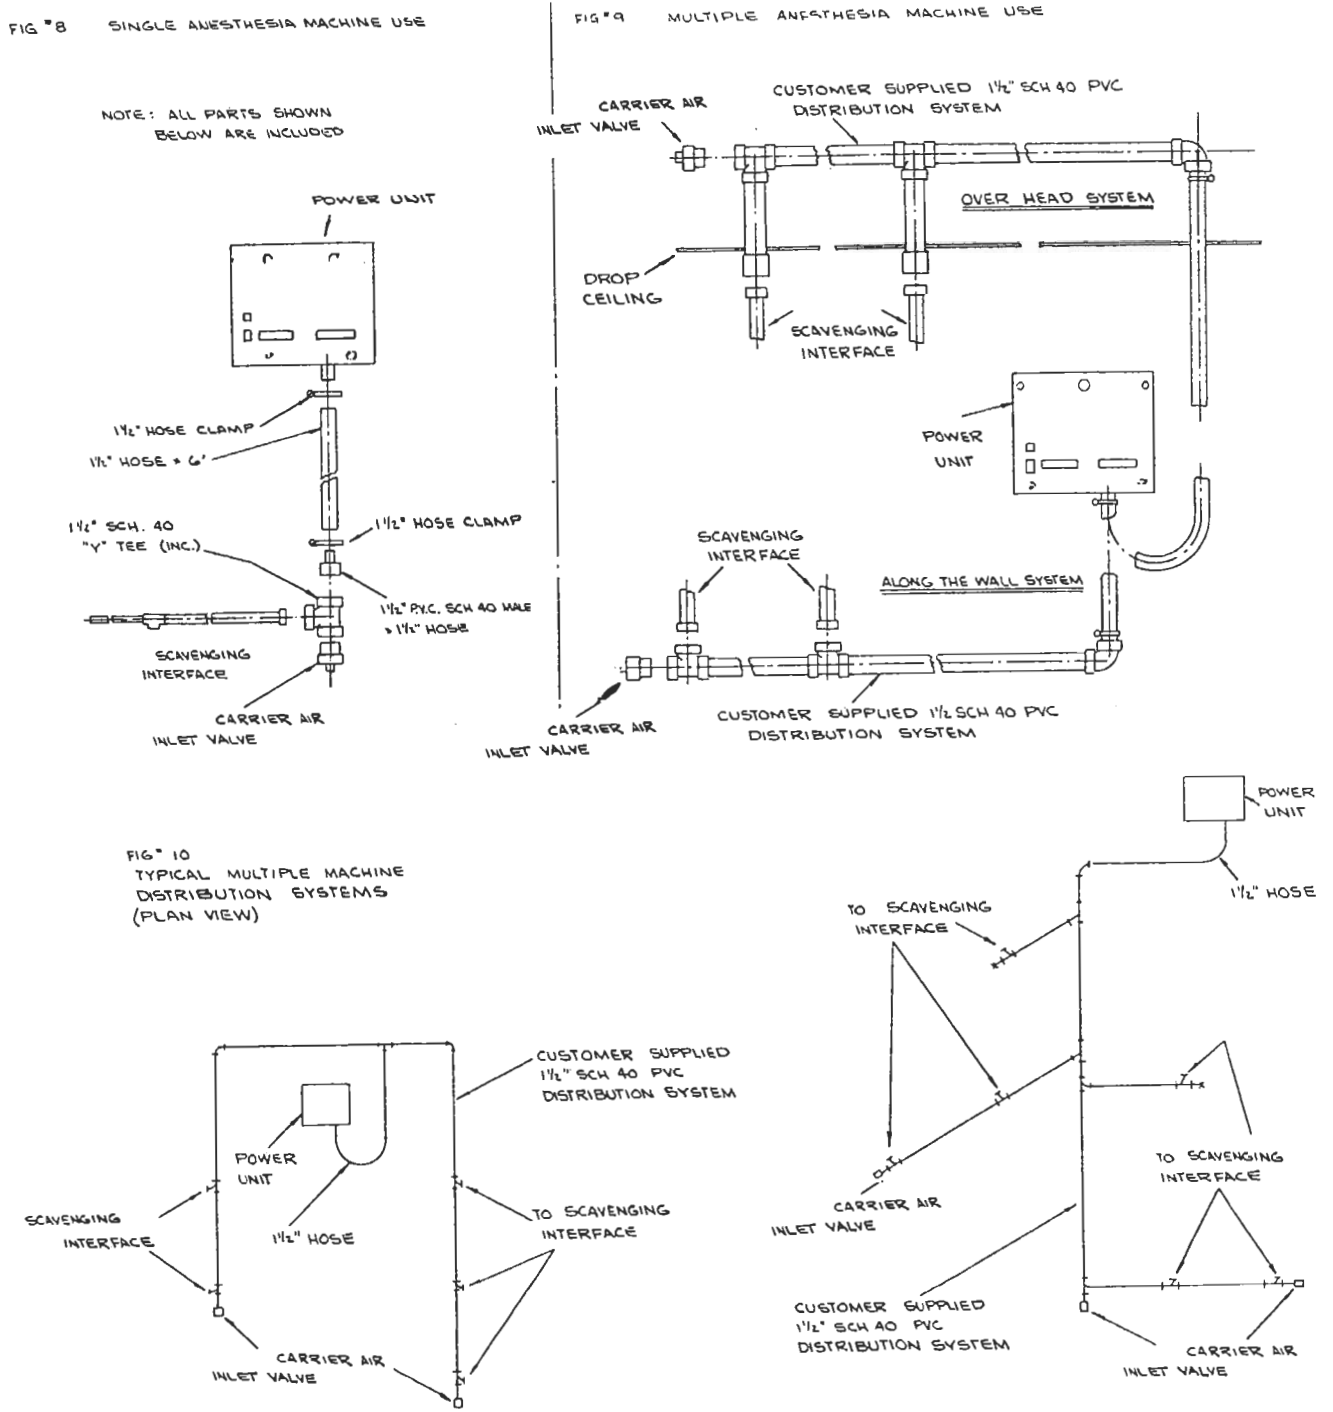 FIG #8 SINGLE ANESTHESIA MACHINE USE
NOTE: ALL PARTS SHOWN
BELOW ARE INCLUDED
POWER UNIT
1½" HOSE CLAMP
1½" HOSE × 6'
1½" SCH. 40
"Y" TEE (INC.)
1½" HOSE CLAMP
1½" P.V.C. SCH 40 MALE
× 1½" HOSE
SCAVENGING
INTERFACE
CARRIER AIR
INLET VALVE
FIG #9 MULTIPLE ANESTHESIA MACHINE USE
CARRIER AIR
INLET VALVE
CUSTOMER SUPPLIED 1½" SCH 40 PVC
DISTRIBUTION SYSTEM
OVER HEAD SYSTEM
DROP
CEILING
SCAVENGING
INTERFACE
POWER
UNIT
SCAVENGING
INTERFACE
ALONG THE WALL SYSTEM
CARRIER AIR
INLET VALVE
CUSTOMER SUPPLIED 1½ SCH 40 PVC
DISTRIBUTION SYSTEM
FIG # 10
TYPICAL MULTIPLE MACHINE
DISTRIBUTION SYSTEMS
(PLAN VIEW)
CUSTOMER SUPPLIED
1½" SCH 40 PVC
DISTRIBUTION SYSTEM
POWER
UNIT
SCAVENGING
INTERFACE
1½" HOSE
TO SCAVENGING
INTERFACE
CARRIER AIR
INLET VALVE
POWER
UNIT
1½" HOSE
TO SCAVENGING
INTERFACE
TO SCAVENGING
INTERFACE
CARRIER AIR
INLET VALVE
CUSTOMER SUPPLIED
1½" SCH 40 PVC
DISTRIBUTION SYSTEM
CARRIER AIR
INLET VALVE